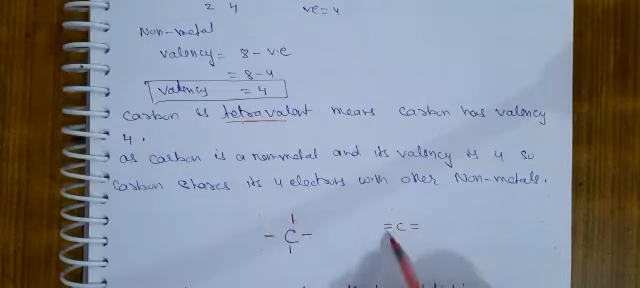 2 4 ve=4
Non-metal
valency = 8 - ve
= 8-4
valency = 4
Carbon is tetravalent means carbon has valency
4.
as carbon is a nonmetal and its valency is 4 so
Carbon shares its 4 electrons with other Non-metals.
- C - = C =